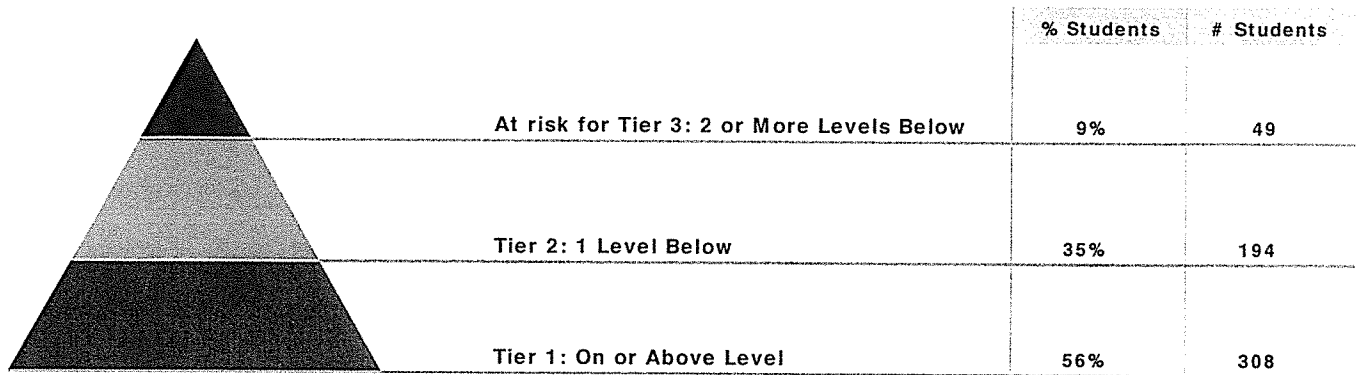 % Students # Students
At risk for Tier 3: 2 or More Levels Below 9% 49
Tier 2: 1 Level Below 35% 194
Tier 1: On or Above Level 56% 308